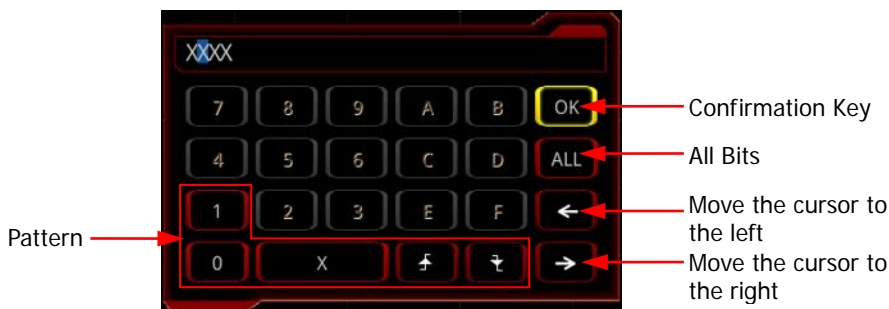 XXXX
7 8 9 A B OK
Confirmation Key
4 5 6 C D ALL
All Bits
1 2 3 E F ←
Move the cursor to
the left
Pattern
0 X →
Move the cursor to
the right